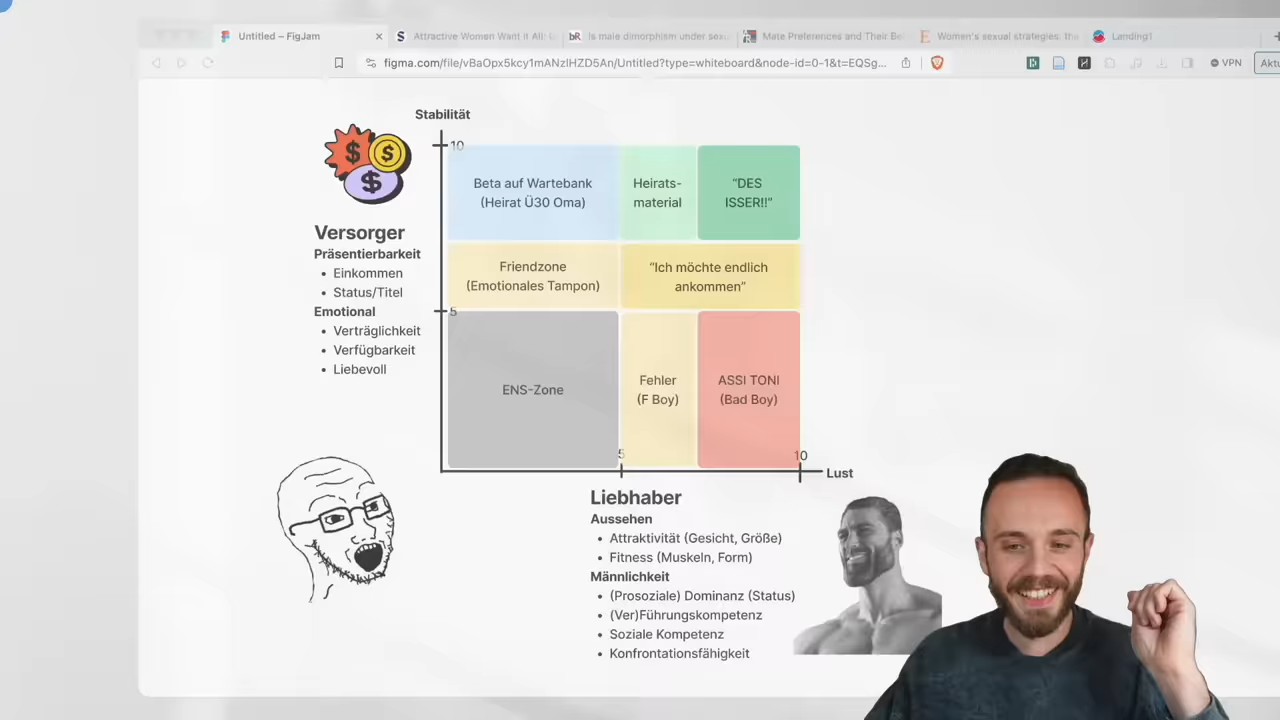 Untitled – FigJam
Attractive Women Want it All:
Is male dimorphism under
Mate Preferences and Their
Women's sexual strategies: the
Landing1
figma.com/file/vBaOpx5kcy1mANzlHZD5An/Untitled?type=whiteboard&node-id=0-1&t=EQSg...
VPN
Stabilität
10
Beta auf Wartebank
(Heirat Ü30 Oma)
Heirats-
material
“DES
ISSER!!”
Versorger
Präsentierbarkeit
• Einkommen
• Status/Titel
Emotional
• Verträglichkeit
• Verfügbarkeit
• Liebevoll
Friendzone
(Emotionales Tampon)
“Ich möchte endlich
ankommen”
5
ENS-Zone
Fehler
(F Boy)
ASSI TONI
(Bad Boy)
5
10
Lust
Liebhaber
Aussehen
• Attraktivität (Gesicht, Größe)
• Fitness (Muskeln, Form)
Männlichkeit
• (Prosoziale) Dominanz (Status)
• (Ver)Führungskompetenz
• Soziale Kompetenz
• Konfrontationsfähigkeit